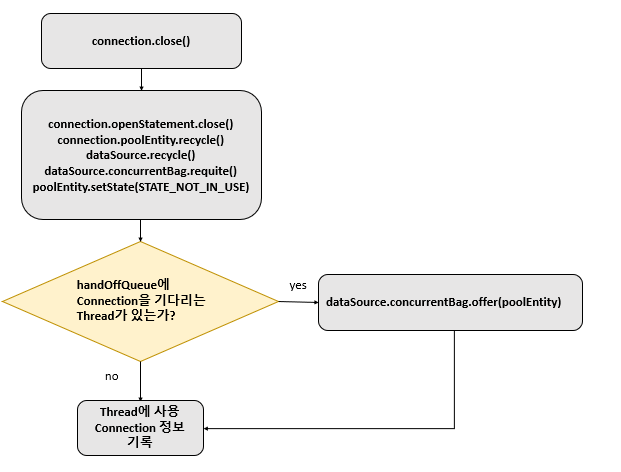 connection.close()
connection.openStatement.close()
connection.poolEntity.recycle()
dataSource.recycle()
dataSource.concurrentBag.requite()
poolEntity.setState(STATE_NOT_IN_USE)
handOffQueue에
Connection을 기다리는
Thread가 있는가?
yes
dataSource.concurrentBag.offer(poolEntity)
no
Thread에 사용
Connection 정보
기록